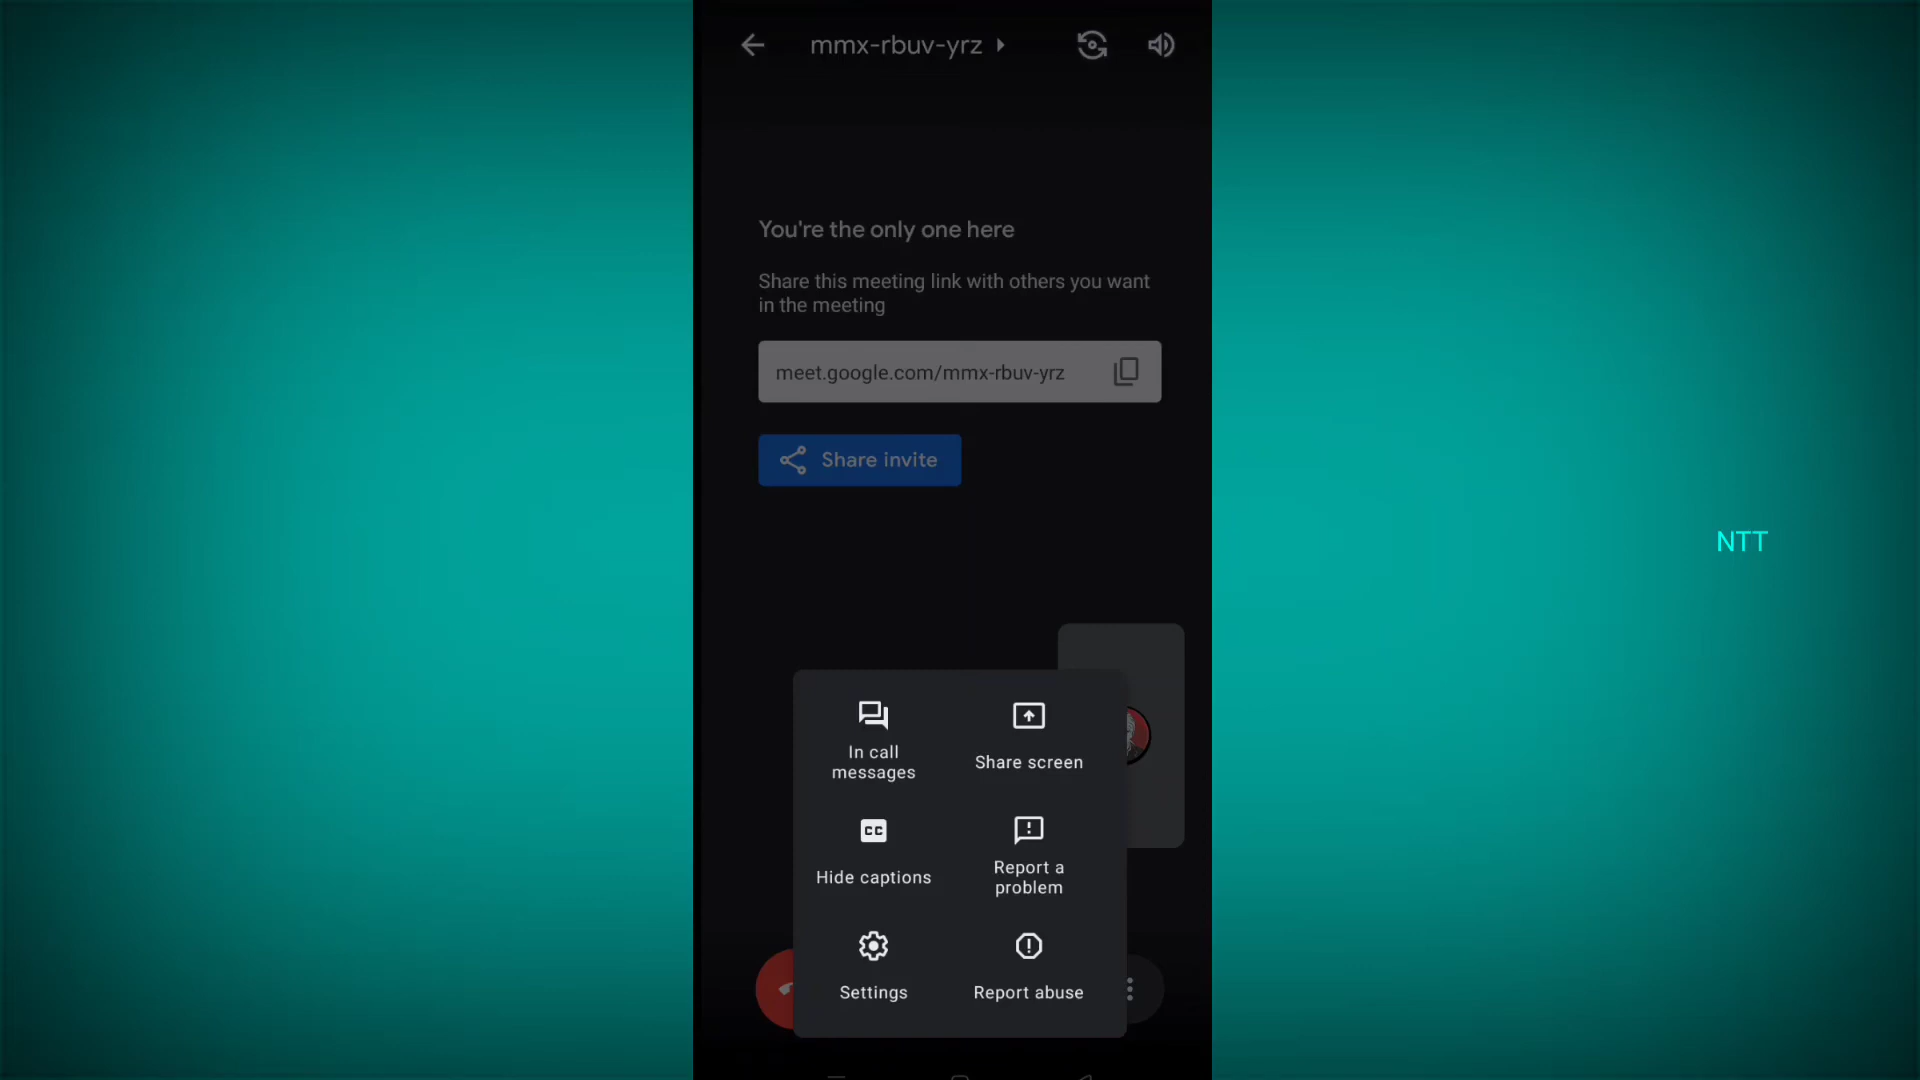 mmx-rbuv-yrz
You're the only one here
Share this meeting link with others you want
in the meeting
meet.google.com/mmx-rbuv-yrz
Share invite
NTT
In call
messages
Share screen
CC
Hide captions
Report a
problem
Settings
Report abuse